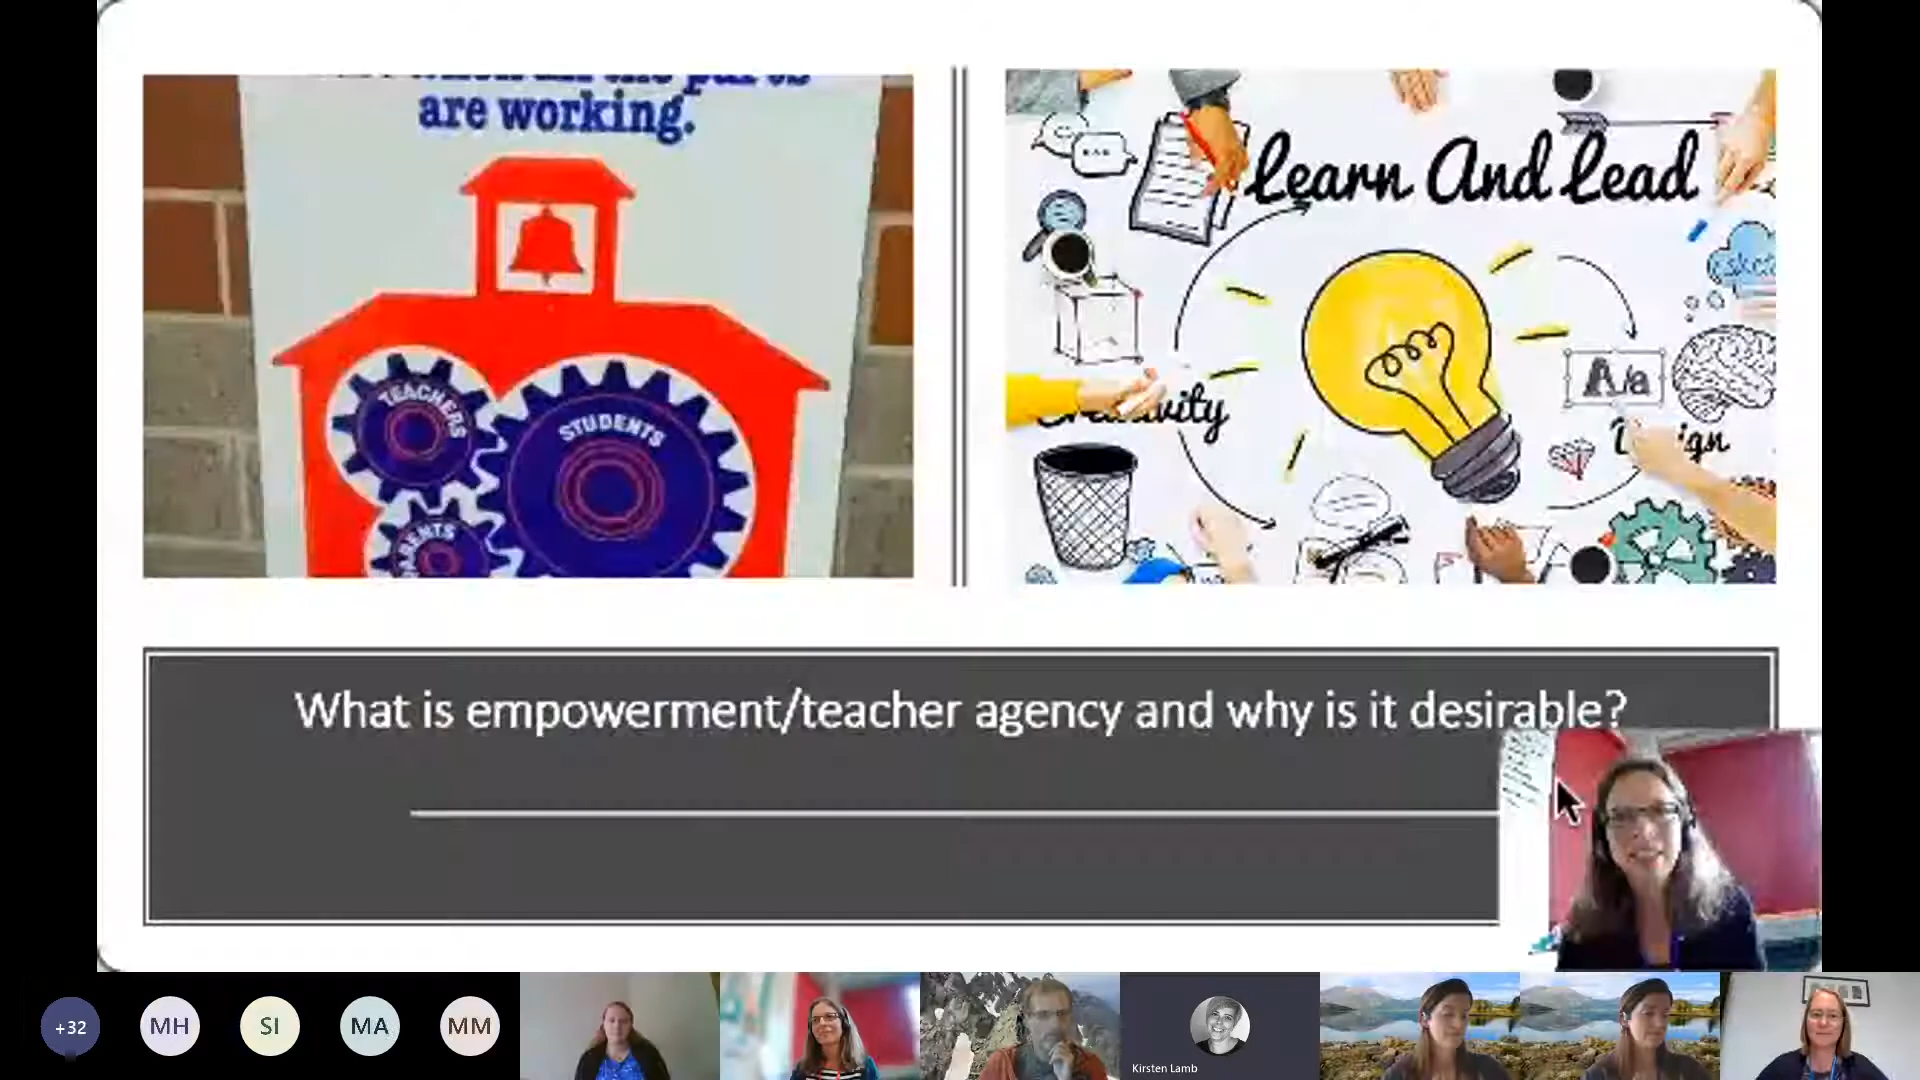 are working.
TEACHERS
STUDENTS
Learn And Lead
A/a
What is empowerment/teacher agency and why is it desirable?
+32
MH
SI
MA
MM
Kirsten Lamb